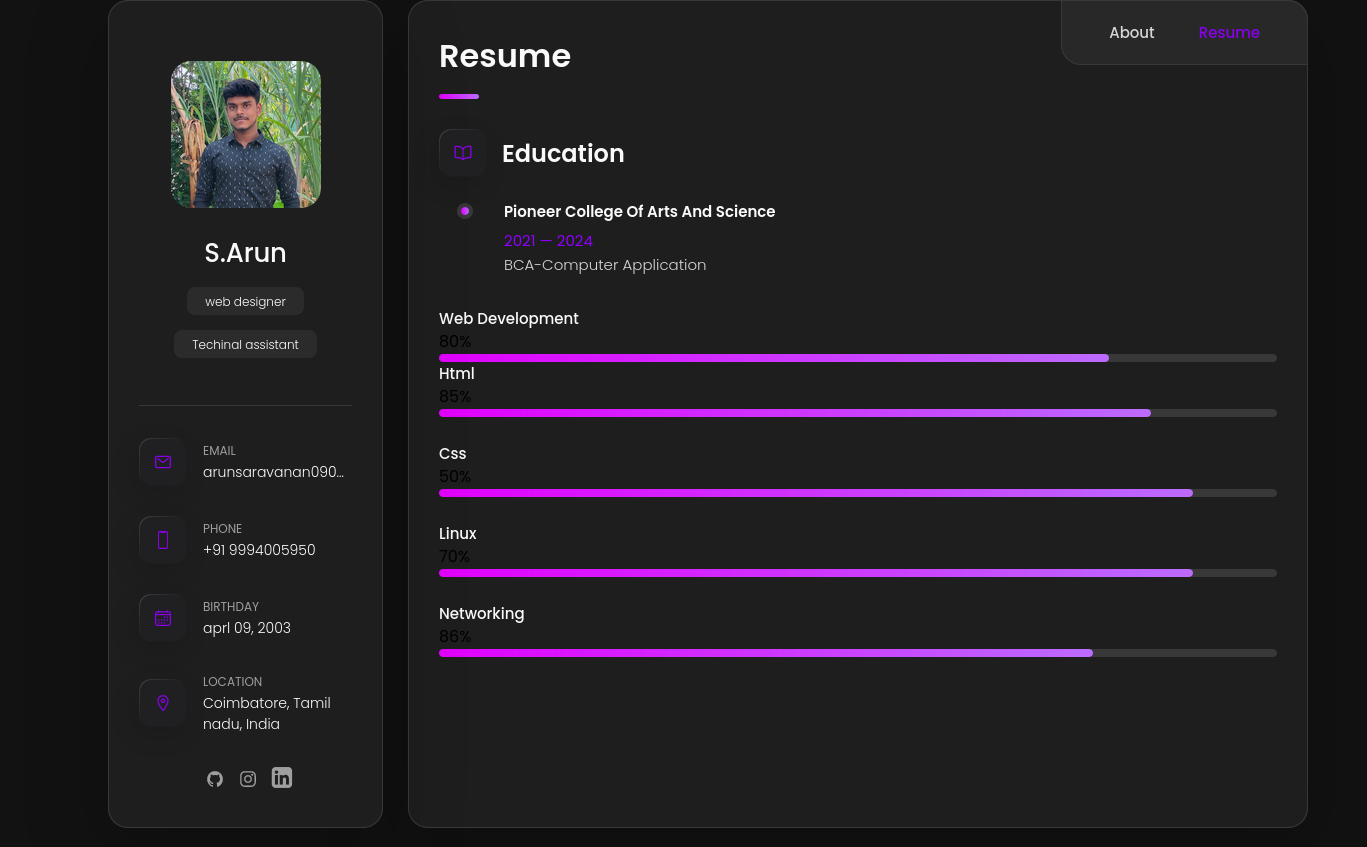 S.Arun
web designer
Techinal assistant
EMAIL
arunsaravanan090...
PHONE
+91 9994005950
BIRTHDAY
aprl 09, 2003
LOCATION
Coimbatore, Tamil
nadu, India
About
Resume
Resume
Education
Pioneer College Of Arts And Science
2021 — 2024
BCA-Computer Application
Web Development
80%
Html
85%
Css
50%
Linux
70%
Networking
86%